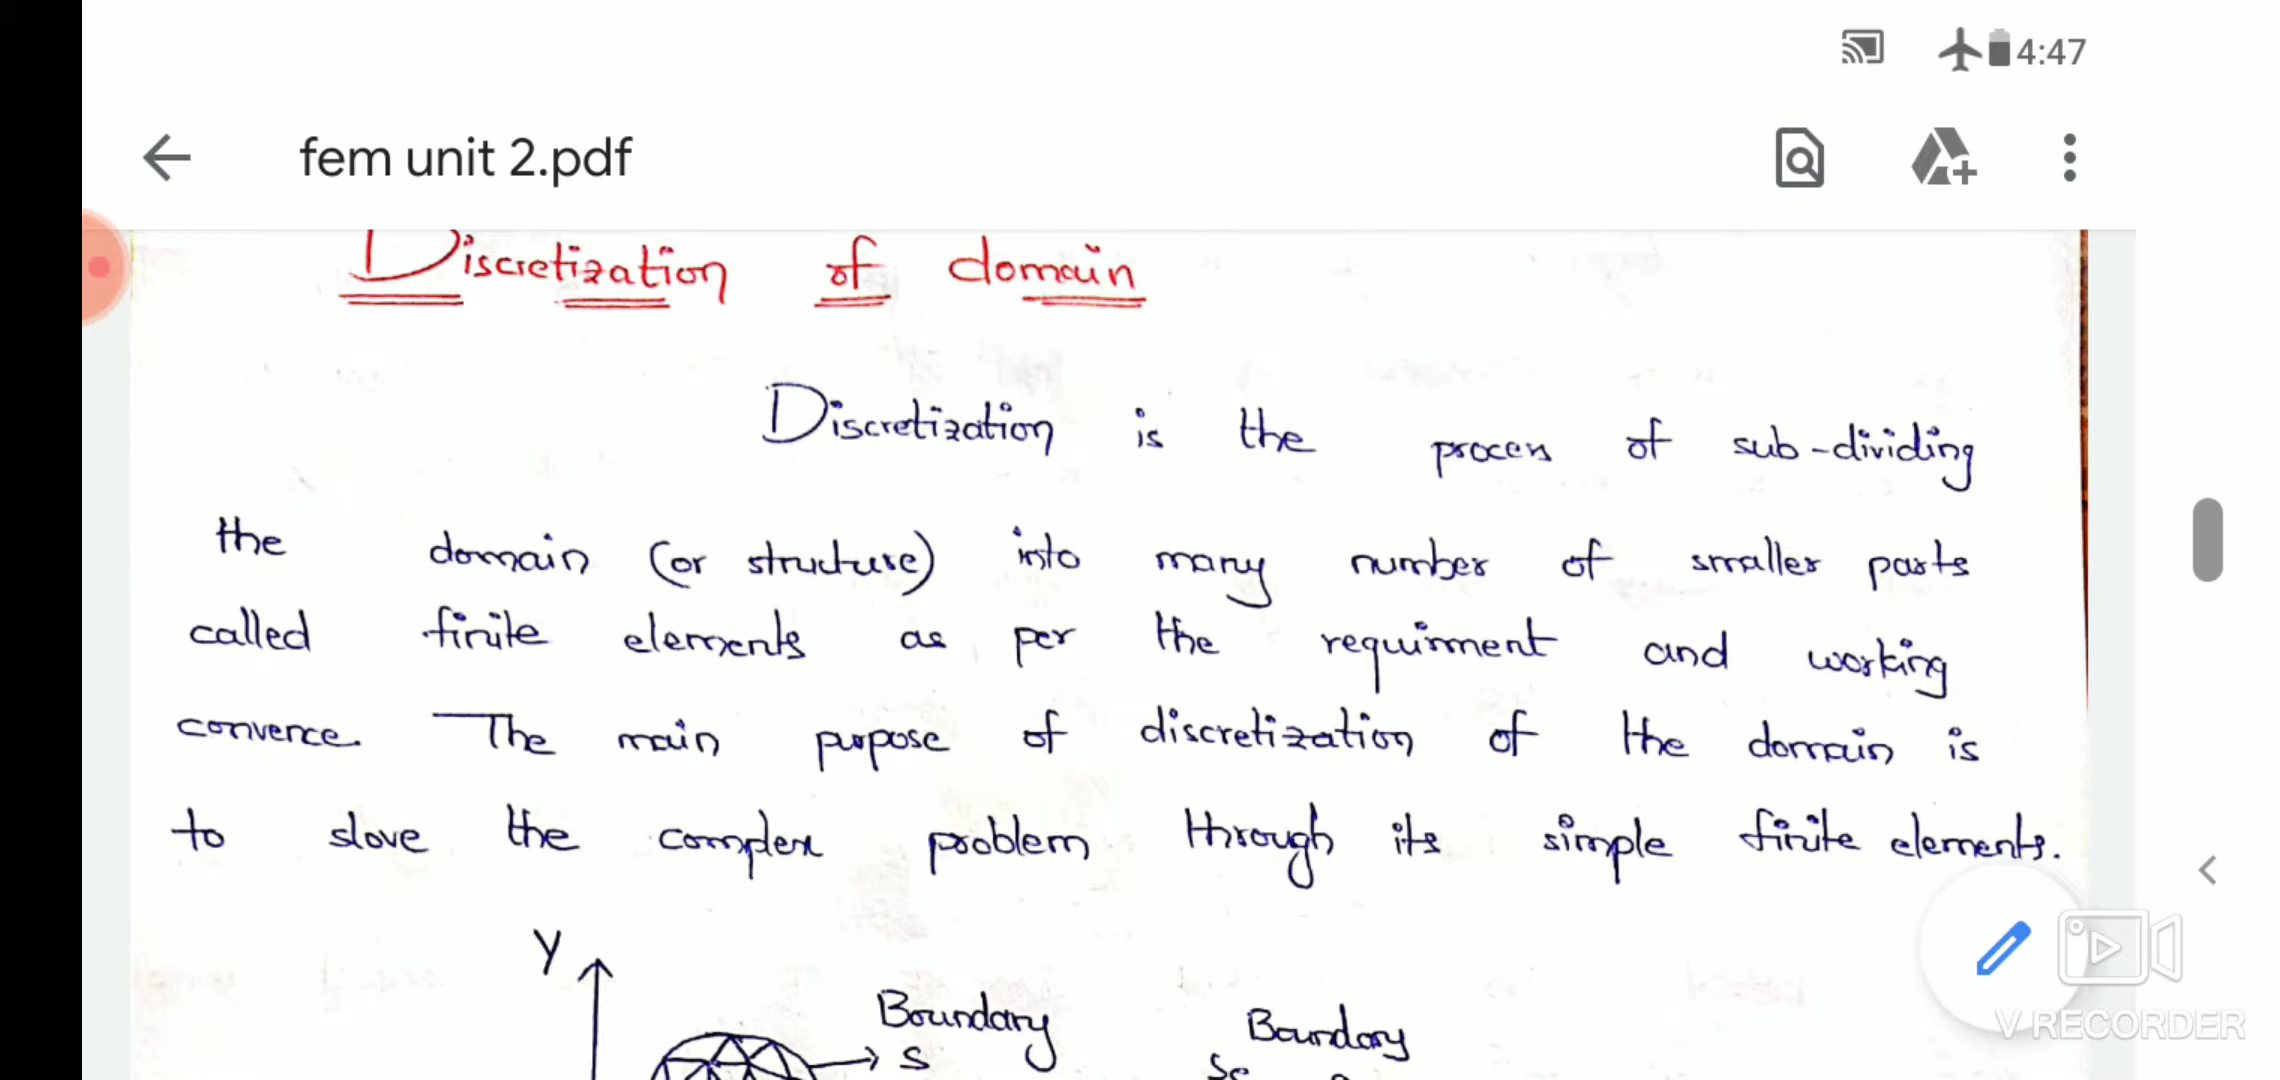 4:47
fem unit 2.pdf
Discretization of domain
Discretization is the process of sub-dividing
the domain (or structure) into many number of smaller parts
called finite elements as per the requirment and working
convence. The main purpose of discretization of the domain is
to slove the complex problem through its simple finite elements.
Y
Boundary
S
Boundary
Se
V RECORDER